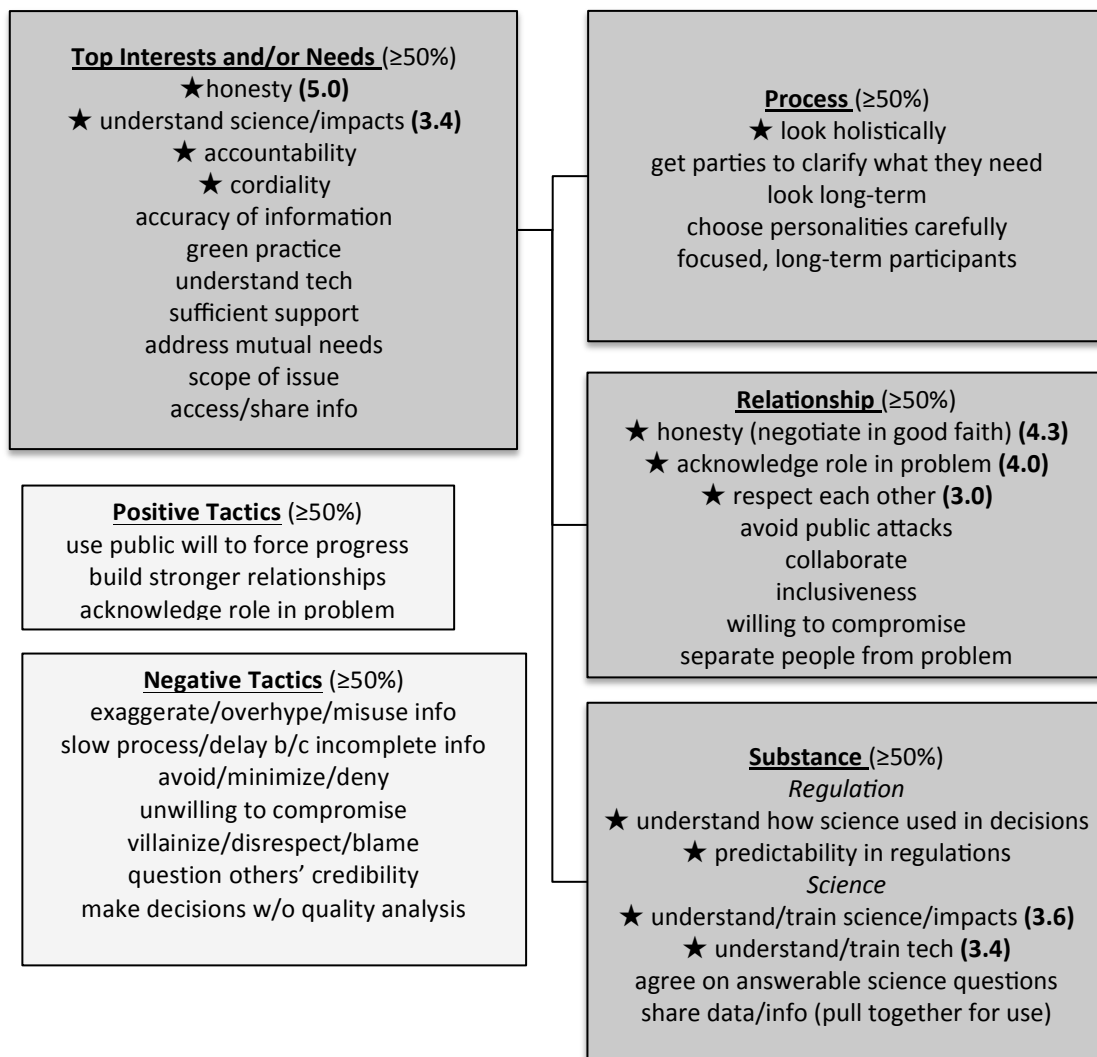 Top Interests and/or Needs (≥50%)
★honesty (5.0)
★ understand science/impacts (3.4)
★ accountability
★ cordiality
accuracy of information
green practice
understand tech
sufficient support
address mutual needs
scope of issue
access/share info
Positive Tactics (≥50%)
use public will to force progress
build stronger relationships
acknowledge role in problem
Negative Tactics (≥50%)
exaggerate/overhype/misuse info
slow process/delay b/c incomplete info
avoid/minimize/deny
unwilling to compromise
villainize/disrespect/blame
question others’ credibility
make decisions w/o quality analysis
Process (≥50%)
★ look holistically
get parties to clarify what they need
look long-term
choose personalities carefully
focused, long-term participants
Relationship (≥50%)
★ honesty (negotiate in good faith) (4.3)
★ acknowledge role in problem (4.0)
★ respect each other (3.0)
avoid public attacks
collaborate
inclusiveness
willing to compromise
separate people from problem
Substance (≥50%)
Regulation
★ understand how science used in decisions
★ predictability in regulations
Science
★ understand/train science/impacts (3.6)
★ understand/train tech (3.4)
agree on answerable science questions
share data/info (pull together for use)